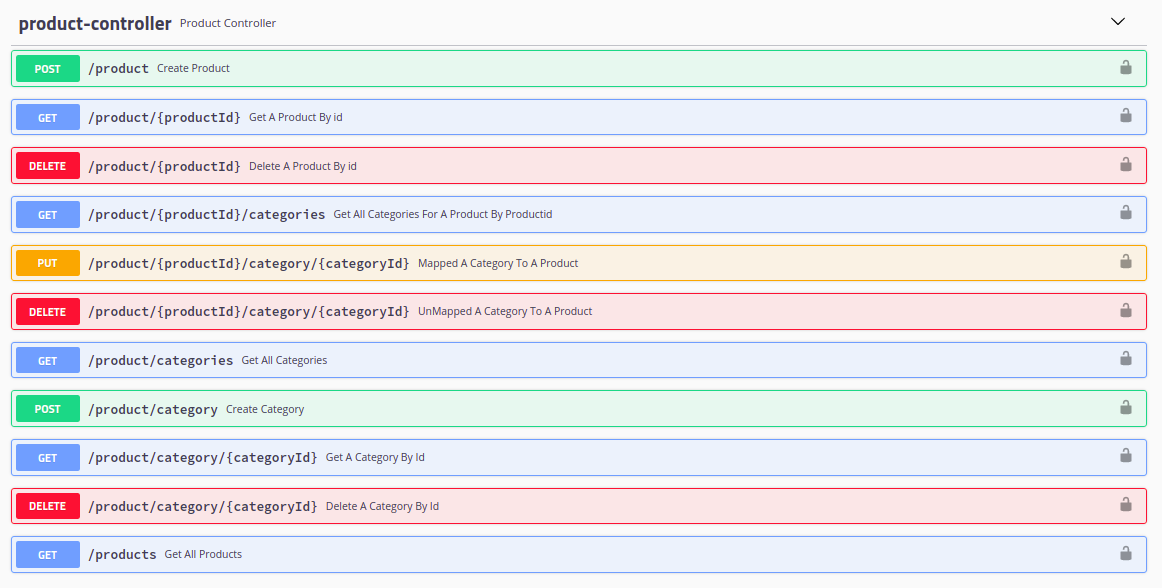 product-controller Product Controller
POST /product Create Product
GET /product/{productId} Get A Product By id
DELETE /product/{productId} Delete A Product By id
GET /product/{productId}/categories Get All Categories For A Product By Productid
PUT /product/{productId}/category/{categoryId} Mapped A Category To A Product
DELETE /product/{productId}/category/{categoryId} UnMapped A Category To A Product
GET /product/categories Get All Categories
POST /product/category Create Category
GET /product/category/{categoryId} Get A Category By Id
DELETE /product/category/{categoryId} Delete A Category By Id
GET /products Get All Products